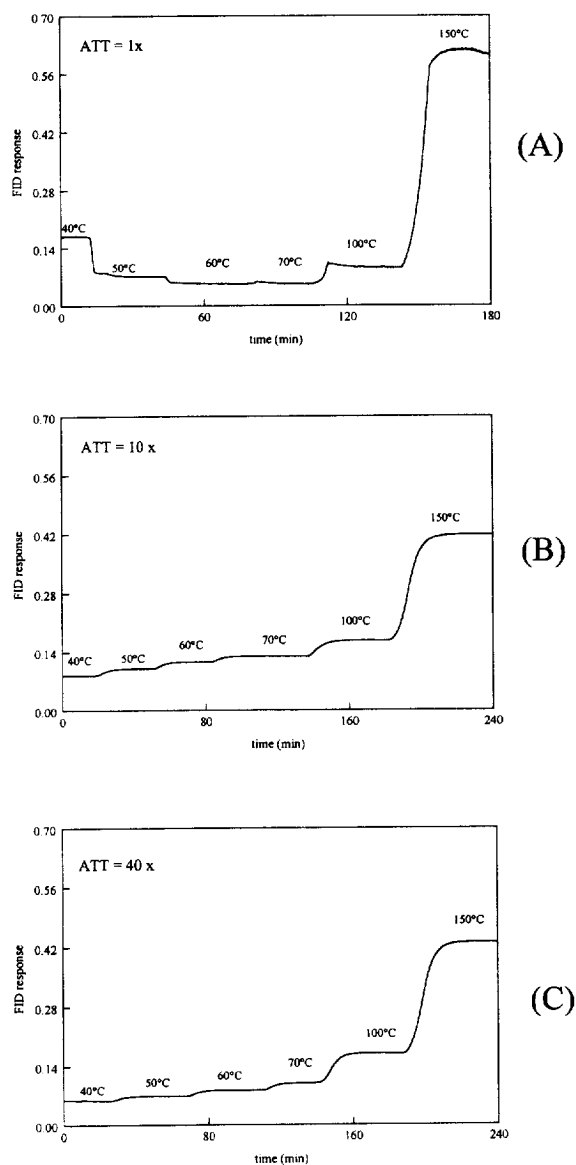 0.70
ATT = 1x
150°C
0.56
0.42
(A)
FID response
0.28
40°C
0.14
50°C
60°C
70°C
100°C
0.00
0
60
120
180
time (min)
0.70
ATT = 10 x
0.56
150°C
0.42
(B)
FID response
0.28
100°C
0.14
40°C
50°C
60°C
70°C
0.00
0
80
160
240
time (min)
0.70
ATT = 40 x
0.56
150°C
0.42
(C)
FID response
0.28
100°C
0.14
40°C
50°C
60°C
70°C
0.00
0
80
160
240
time (min)